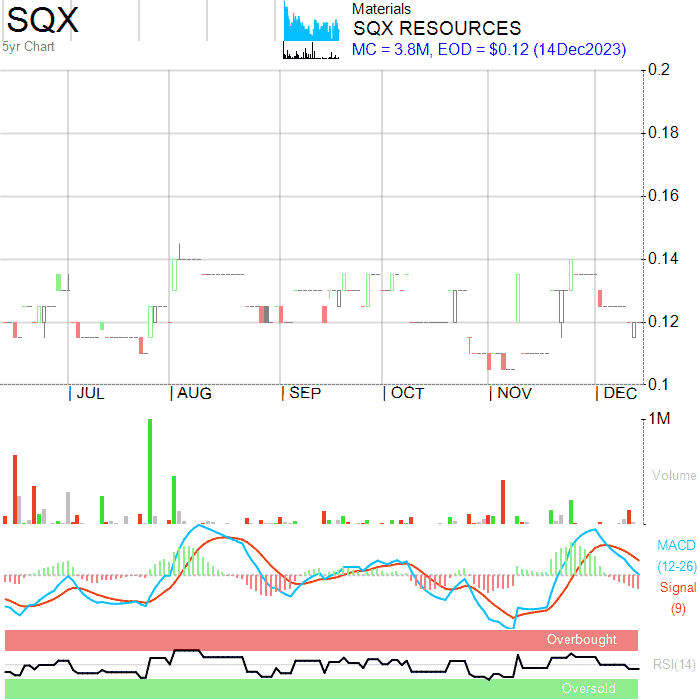 SQX
5yr Chart
Materials
SQX RESOURCES
MC = 3.8M, EOD = $0.12 (14Dec2023)
0.2
0.18
0.16
0.14
0.12
0.1
JUL AUG SEP OCT NOV DEC
1M
Volume
MACD
(12-26)
Signal
(9)
Overbought
RSI(14)
Oversold